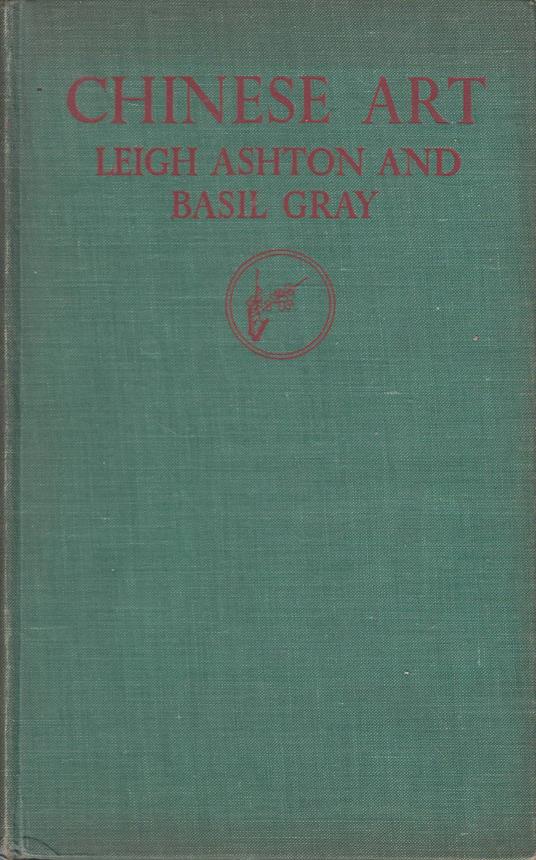 CHINESE ART
LEIGH ASHTON AND
BASIL GRAY